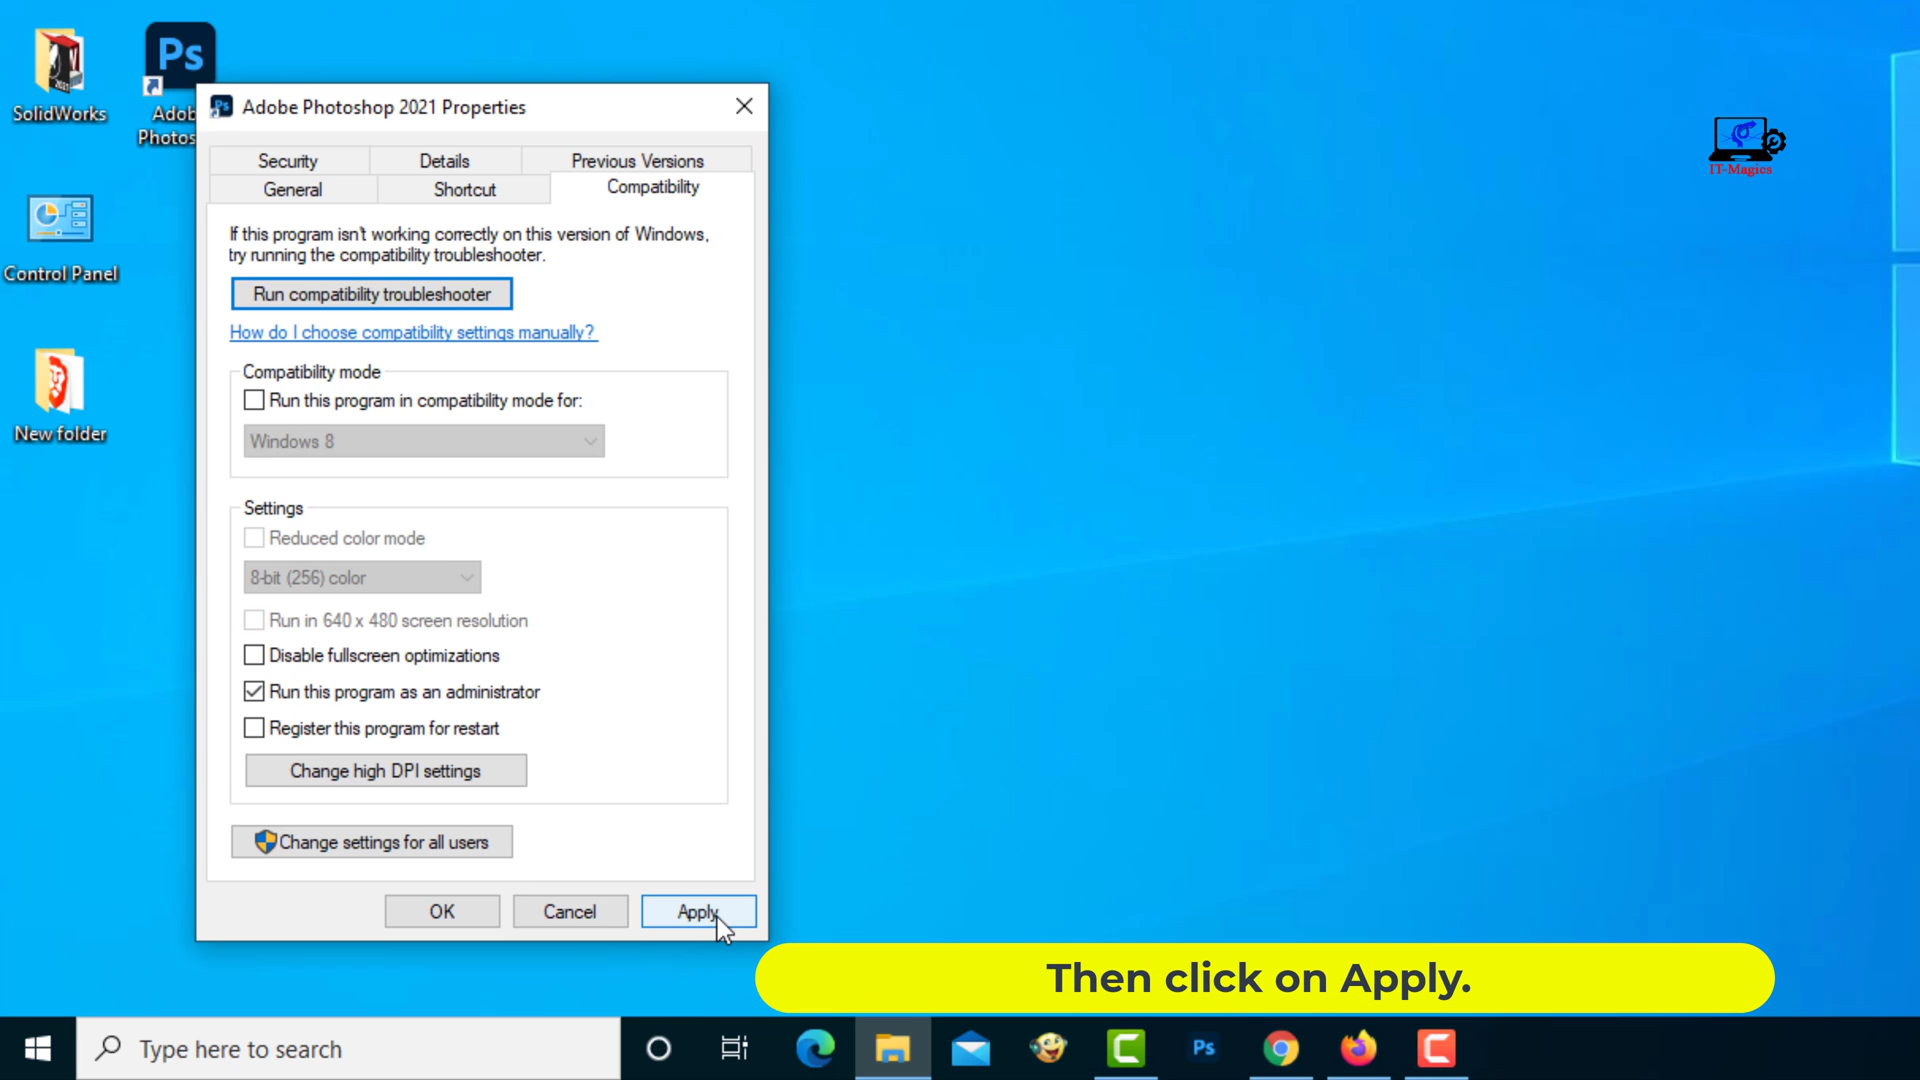 SolidWorks
Ps
Adob
Photos
Control Panel
New folder
Ps
Adobe Photoshop 2021 Properties
Security
Details
Previous Versions
General
Shortcut
Compatibility
If this program isn't working correctly on this version of Windows,
try running the compatibility troubleshooter.
Run compatibility troubleshooter
How do I choose compatibility settings manually?
Compatibility mode
Run this program in compatibility mode for:
Windows 8
Settings
Reduced color mode
8-bit (256) color
Run in 640 x 480 screen resolution
Disable fullscreen optimizations
Run this program as an administrator
Register this program for restart
Change high DPI settings
Change settings for all users
OK
Cancel
Apply
IT-Magics
Then click on Apply.
Type here to search
Ps